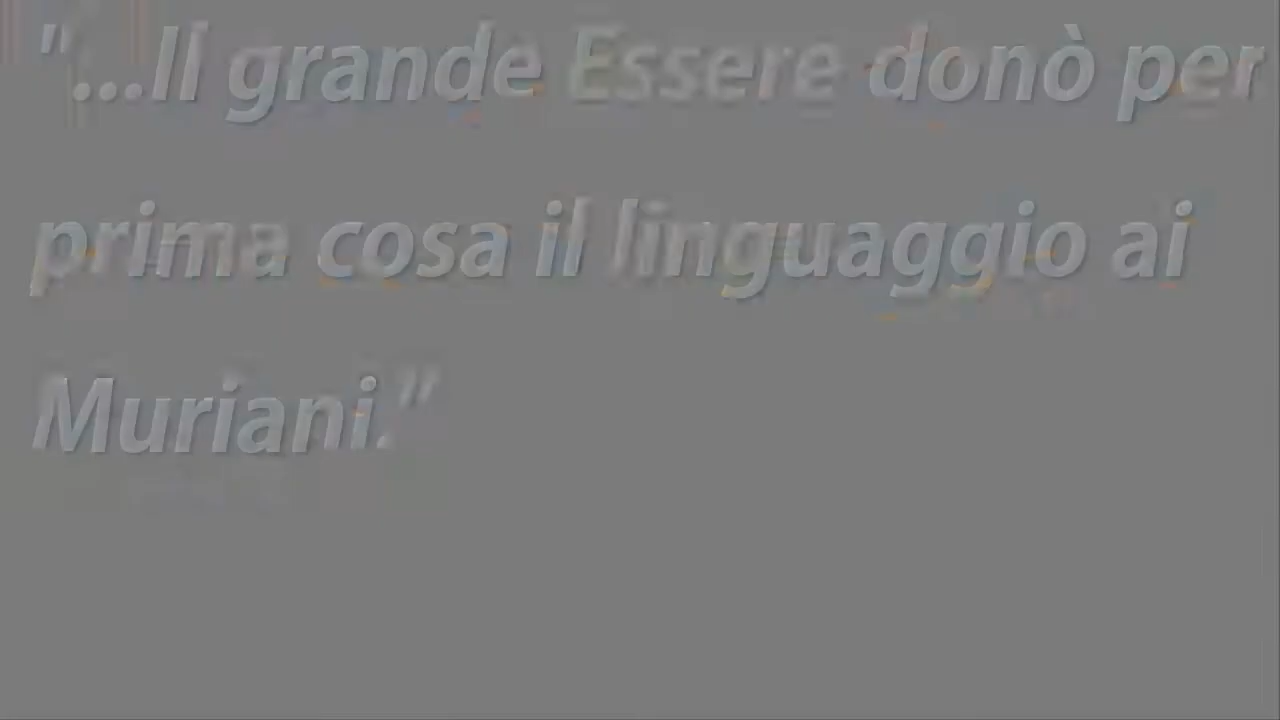 "...Il grande Essere donò per
prima cosa il linguaggio ai
Muriani."